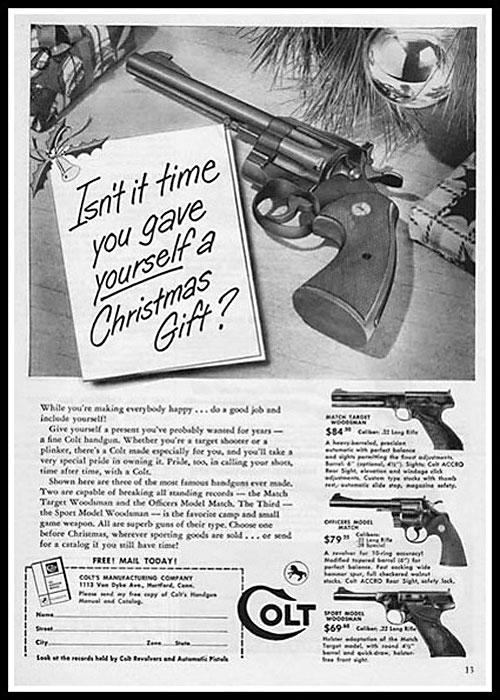 Isn't it time
you gave
yourself a
Christmas
Gift?
While you're making everybody happy . . . do a good job and
include yourself!
Give yourself a present you've probably wanted for years —
a fine Colt handgun. Whether you're a target shooter or a
plinker, there's a Colt made especially for you, and you'll take a
very special pride in owning it. Pride, too, in calling your shots,
time after time, with a Colt.
Shown here are three of the most famous handguns ever made.
Two are capable of breaking all standing records — the Match
Target Woodsman and the Officers Model Match. The Third —
the Sport Model Woodsman — is the favorite camp and small
game weapon. All are superb guns of their type. Choose one
before Christmas, wherever sporting goods are sold . . . or send
for a catalog if you still have time!
FREE! MAIL TODAY!
COLT'S MANUFACTURING COMPANY
1113 Van Dyke Ave., Hartford, Conn.
Please send my free copy of Colt's Handgun
Manual and Catalog.
Name
Street
City Zone State
Look at the records held by Colt Revolvers and Automatic Pistols
COLT
MATCH TARGET
WOODSMAN
$84.50 Caliber: .22 Long Rifle
A heavy-barreled, precision
automatic with perfect balance
and sights permitting the finest adjustments.
Barrel: 6" (optional, 4½"). Sights: Colt ACCRO
Rear Sight, elevation and windage click
adjustments. Custom type stocks with thumb
rest, automatic slide stop, magazine safety.
OFFICERS MODEL
MATCH
$79.50 Calibers:
.22 Long Rifle
.38 Special
A revolver for 10-ring accuracy!
Modified tapered barrel (6") for
perfect balance. Fast cocking wide
hammer spur, full checkered walnut
stocks. Colt ACCRO Rear Sight, safety lock.
SPORT MODEL
WOODSMAN
$69.50 Caliber: .22 Long Rifle
Holster adaptation of the Match
Target model, with round 4½"
barrel and quick-draw, holster-
free front sight.
13